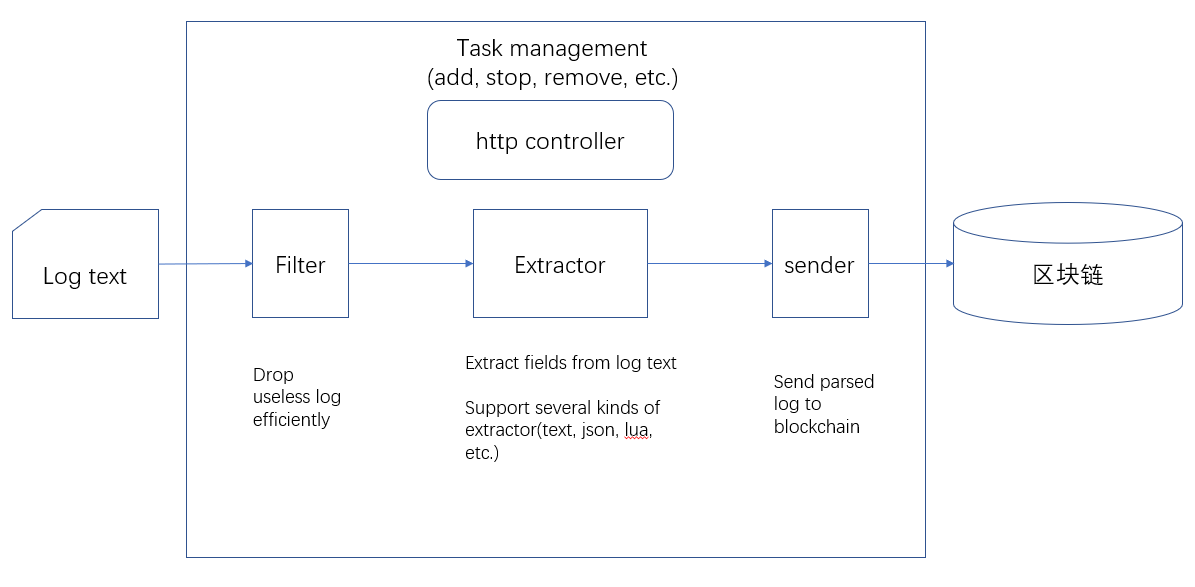 Task management
(add, stop, remove, etc.)
http controller
Log text
Filter
Extractor
sender
区块链
Drop
useless log
efficiently
Extract fields from log text
Support several kinds of
extractor(text, json, lua,
etc.)
Send parsed
log to
blockchain